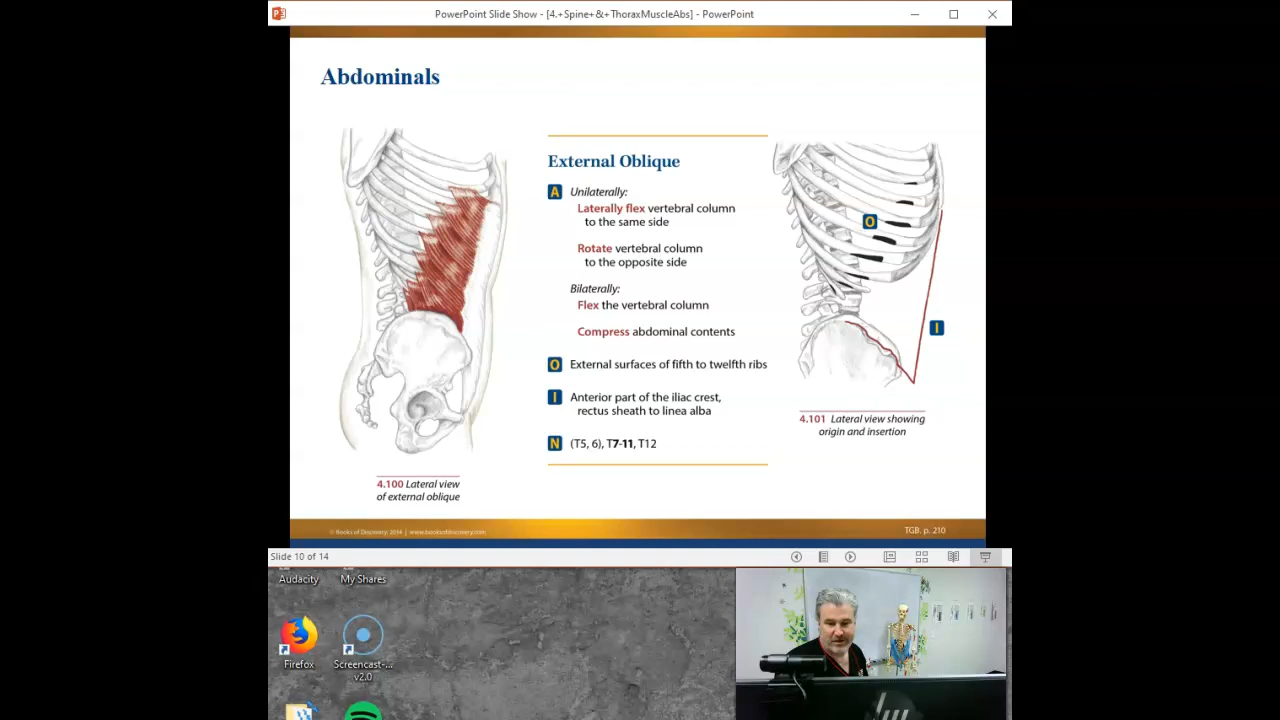 PowerPoint Slide Show - [4.+Spine+&+ThoraxMuscleAbs] - PowerPoint
Abdominals
External Oblique
A Unilaterally:
Laterally flex vertebral column
to the same side
Rotate vertebral column
to the opposite side
Bilaterally:
Flex the vertebral column
Compress abdominal contents
O External surfaces of fifth to twelfth ribs
I Anterior part of the iliac crest,
rectus sheath to linea alba
N (T5, 6), T7-11, T12
4.100 Lateral view
of external oblique
O
I
4.101 Lateral view showing
origin and insertion
© Books of Discovery, 2014 | www.booksofdiscovery.com
TGB. p. 210
Slide 10 of 14
Audacity
My Shares
Firefox
Screencast-...
v2.0
hp